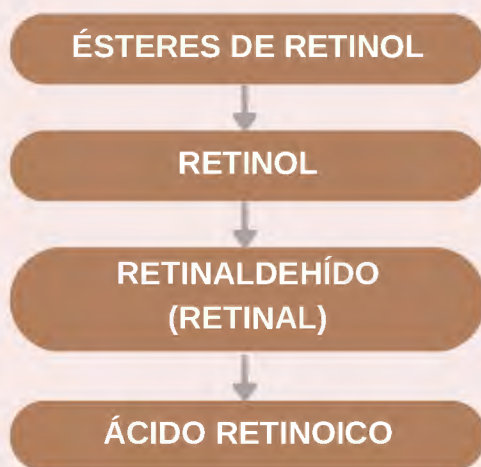 ÉSTERES DE RETINOL
RETINOL
RETINALDEHÍDO
(RETINAL)
ÁCIDO RETINOICO